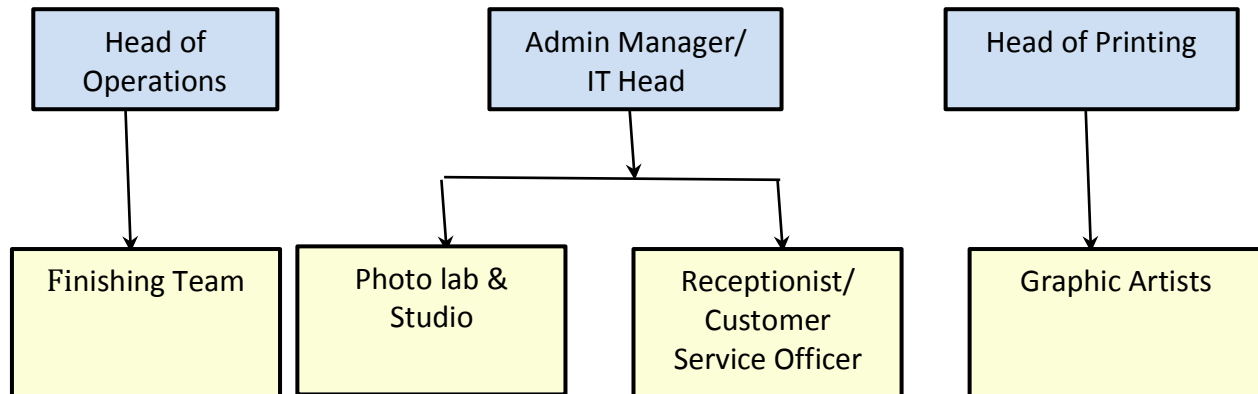 Head of
Operations
Admin Manager/
IT Head
Head of Printing
Finishing Team
Photo lab &
Studio
Receptionist/
Customer
Service Officer
Graphic Artists